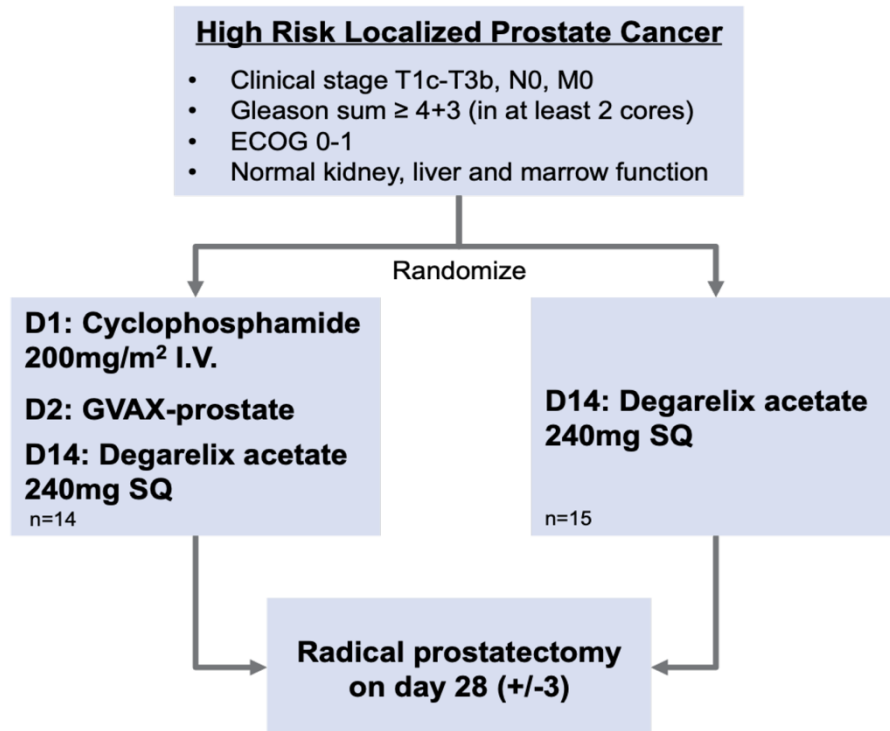 High Risk Localized Prostate Cancer
• Clinical stage T1c-T3b, N0, M0
• Gleason sum ≥ 4+3 (in at least 2 cores)
• ECOG 0-1
• Normal kidney, liver and marrow function
Randomize
D1: Cyclophosphamide
200mg/m² I.V.
D2: GVAX-prostate
D14: Degarelix acetate
240mg SQ
n=14
D14: Degarelix acetate
240mg SQ
n=15
Radical prostatectomy
on day 28 (+/-3)